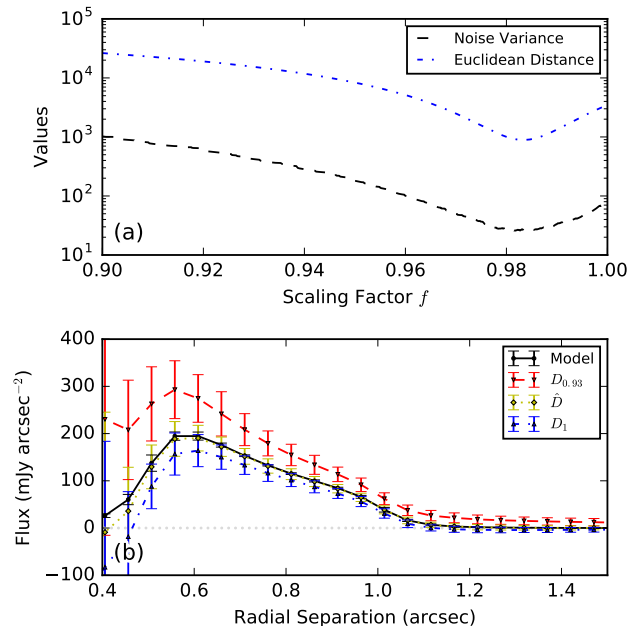 10^5
10^4
10^3
10^2
10^1
Values
Noise Variance
Euclidean Distance
(a)
0.90 0.92 0.94 0.96 0.98 1.00
Scaling Factor f
400
300
200
100
0
−100
Flux (mJy arcsec^{−2})
Model
D_{0.93}
D̂
D_1
(b)
0.4 0.6 0.8 1.0 1.2 1.4
Radial Separation (arcsec)